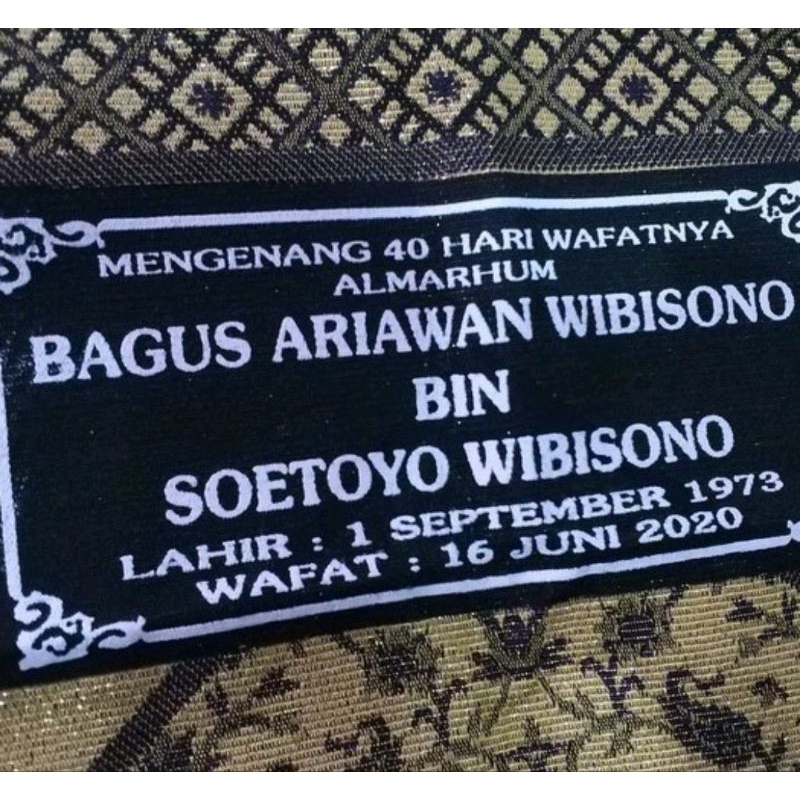 MENGENANG 40 HARI WAFATNYA
ALMARHUM
BAGUS ARIAWAN WIBISONO
BIN
SOETOYO WIBISONO
LAHIR : 1 SEPTEMBER 1973
WAFAT : 16 JUNI 2020